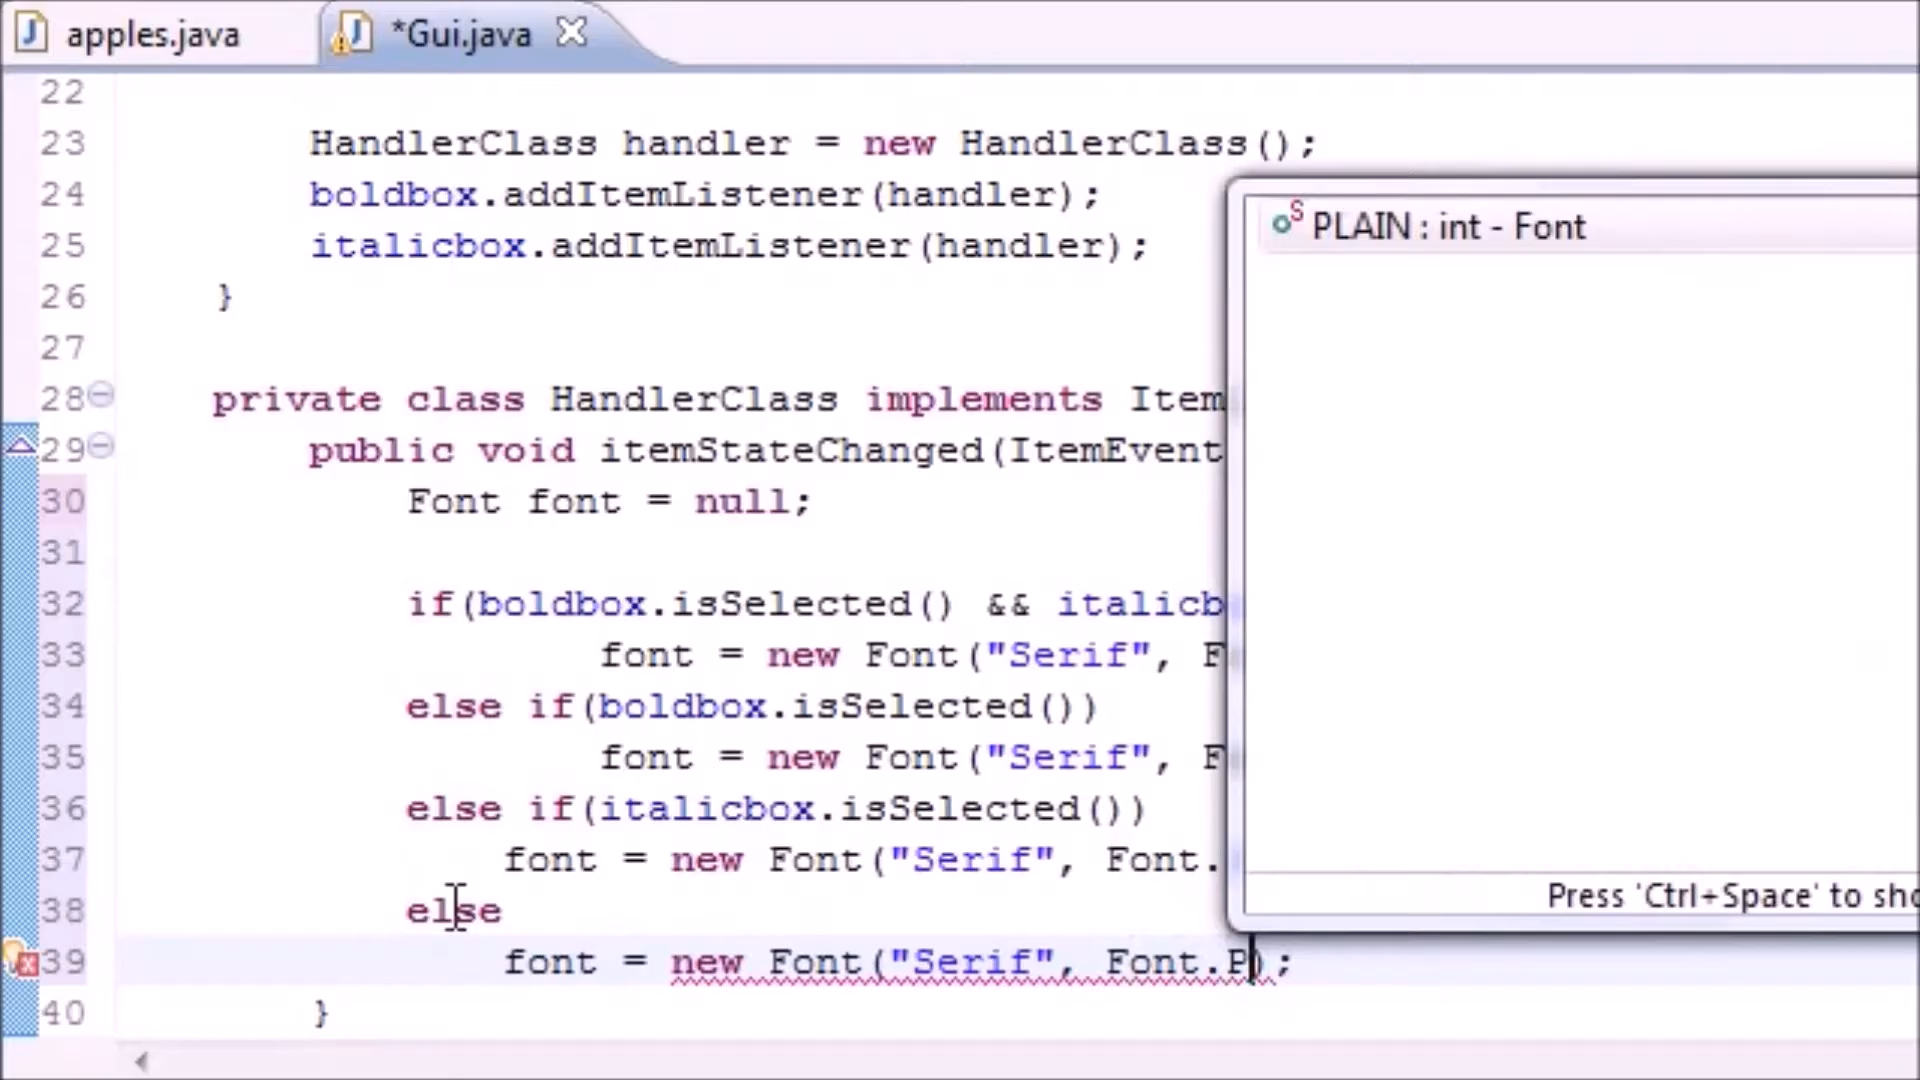 apples.java
*Gui.java
22
23 HandlerClass handler = new HandlerClass();
24 boldbox.addItemListener(handler);
25 italicbox.addItemListener(handler);
26 }
27
28 private class HandlerClass implements Item
29 public void itemStateChanged(ItemEvent
30 Font font = null;
31
32 if(boldbox.isSelected() && italicb
33 font = new Font("Serif", F
34 else if(boldbox.isSelected())
35 font = new Font("Serif", F
36 else if(italicbox.isSelected())
37 font = new Font("Serif", Font.
38 else
39 font = new Font("Serif", Font.P);
40 }
PLAIN : int - Font
Press 'Ctrl+Space' to sho